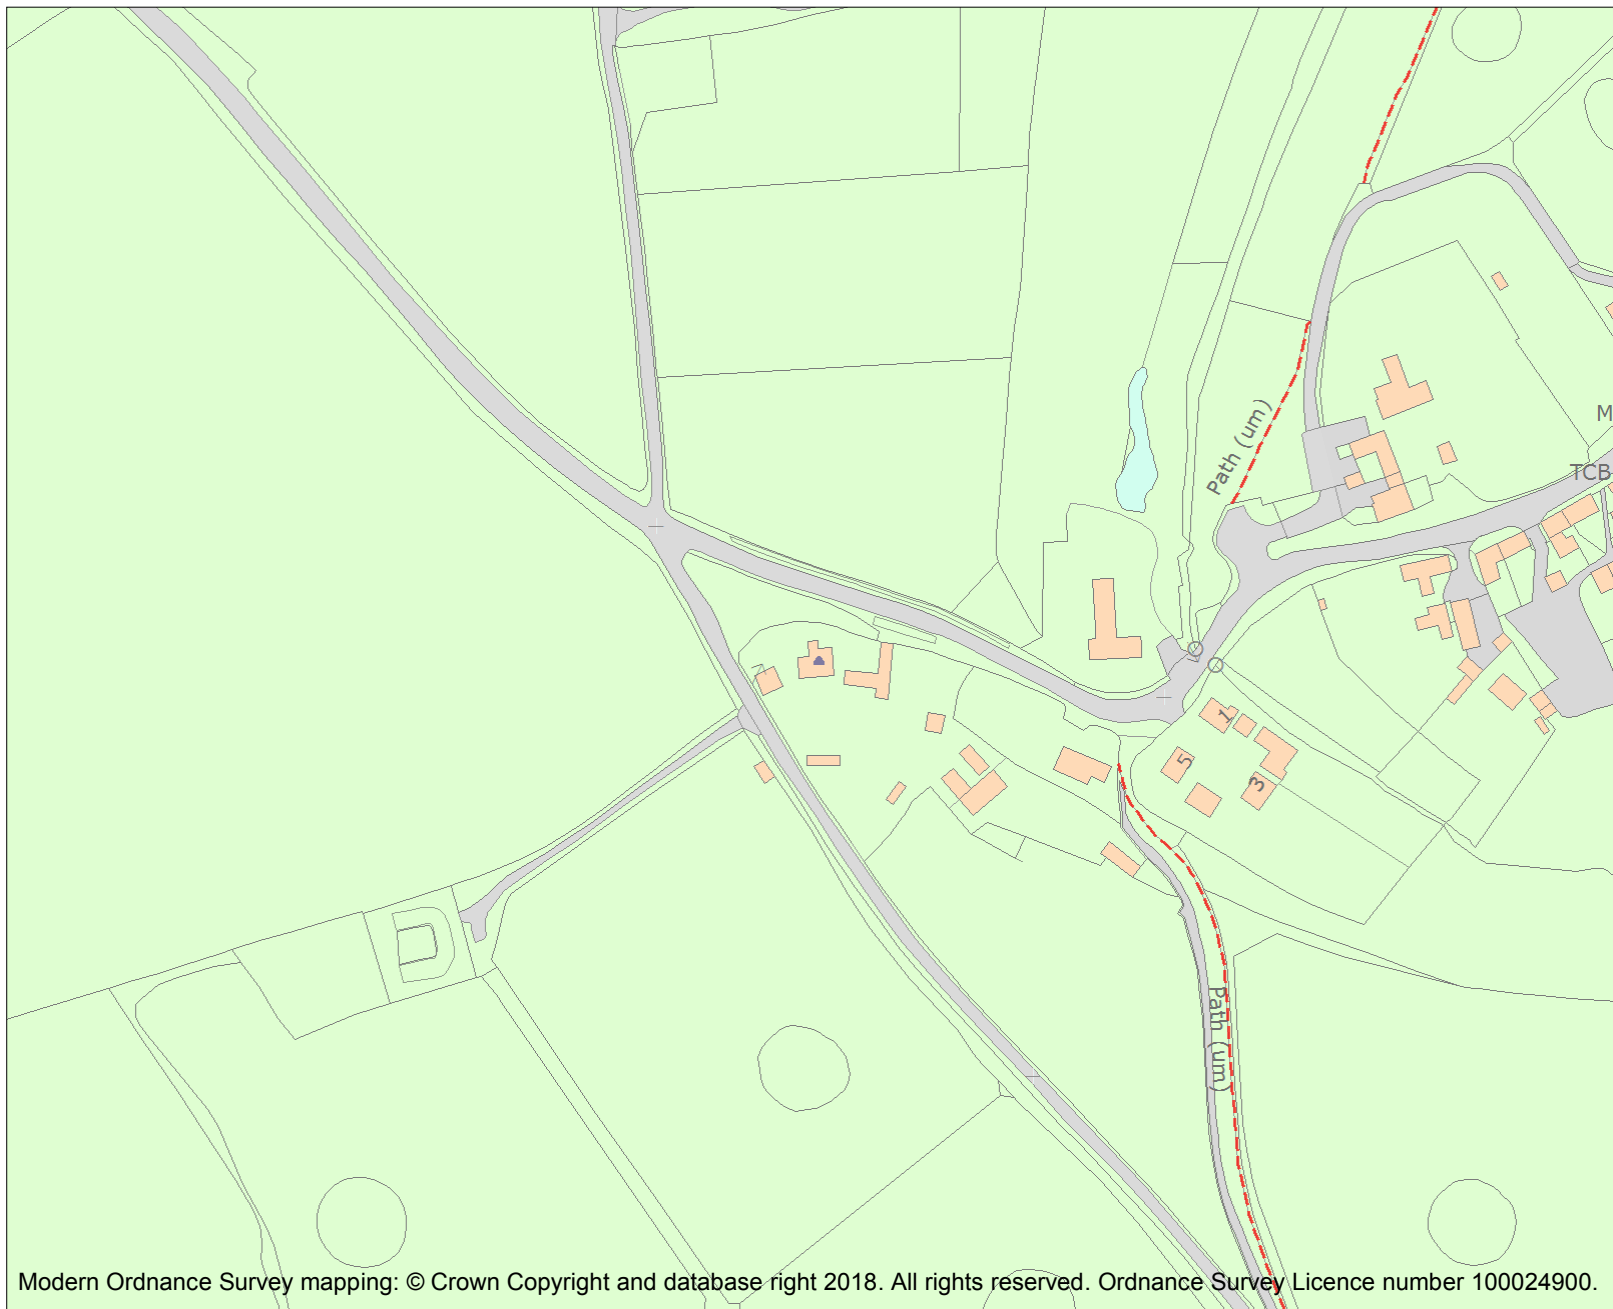 M
Path (um)
TCB
1
5
3
Path (um)
Modern Ordnance Survey mapping: © Crown Copyright and database right 2018. All rights reserved. Ordnance Survey Licence number 100024900.